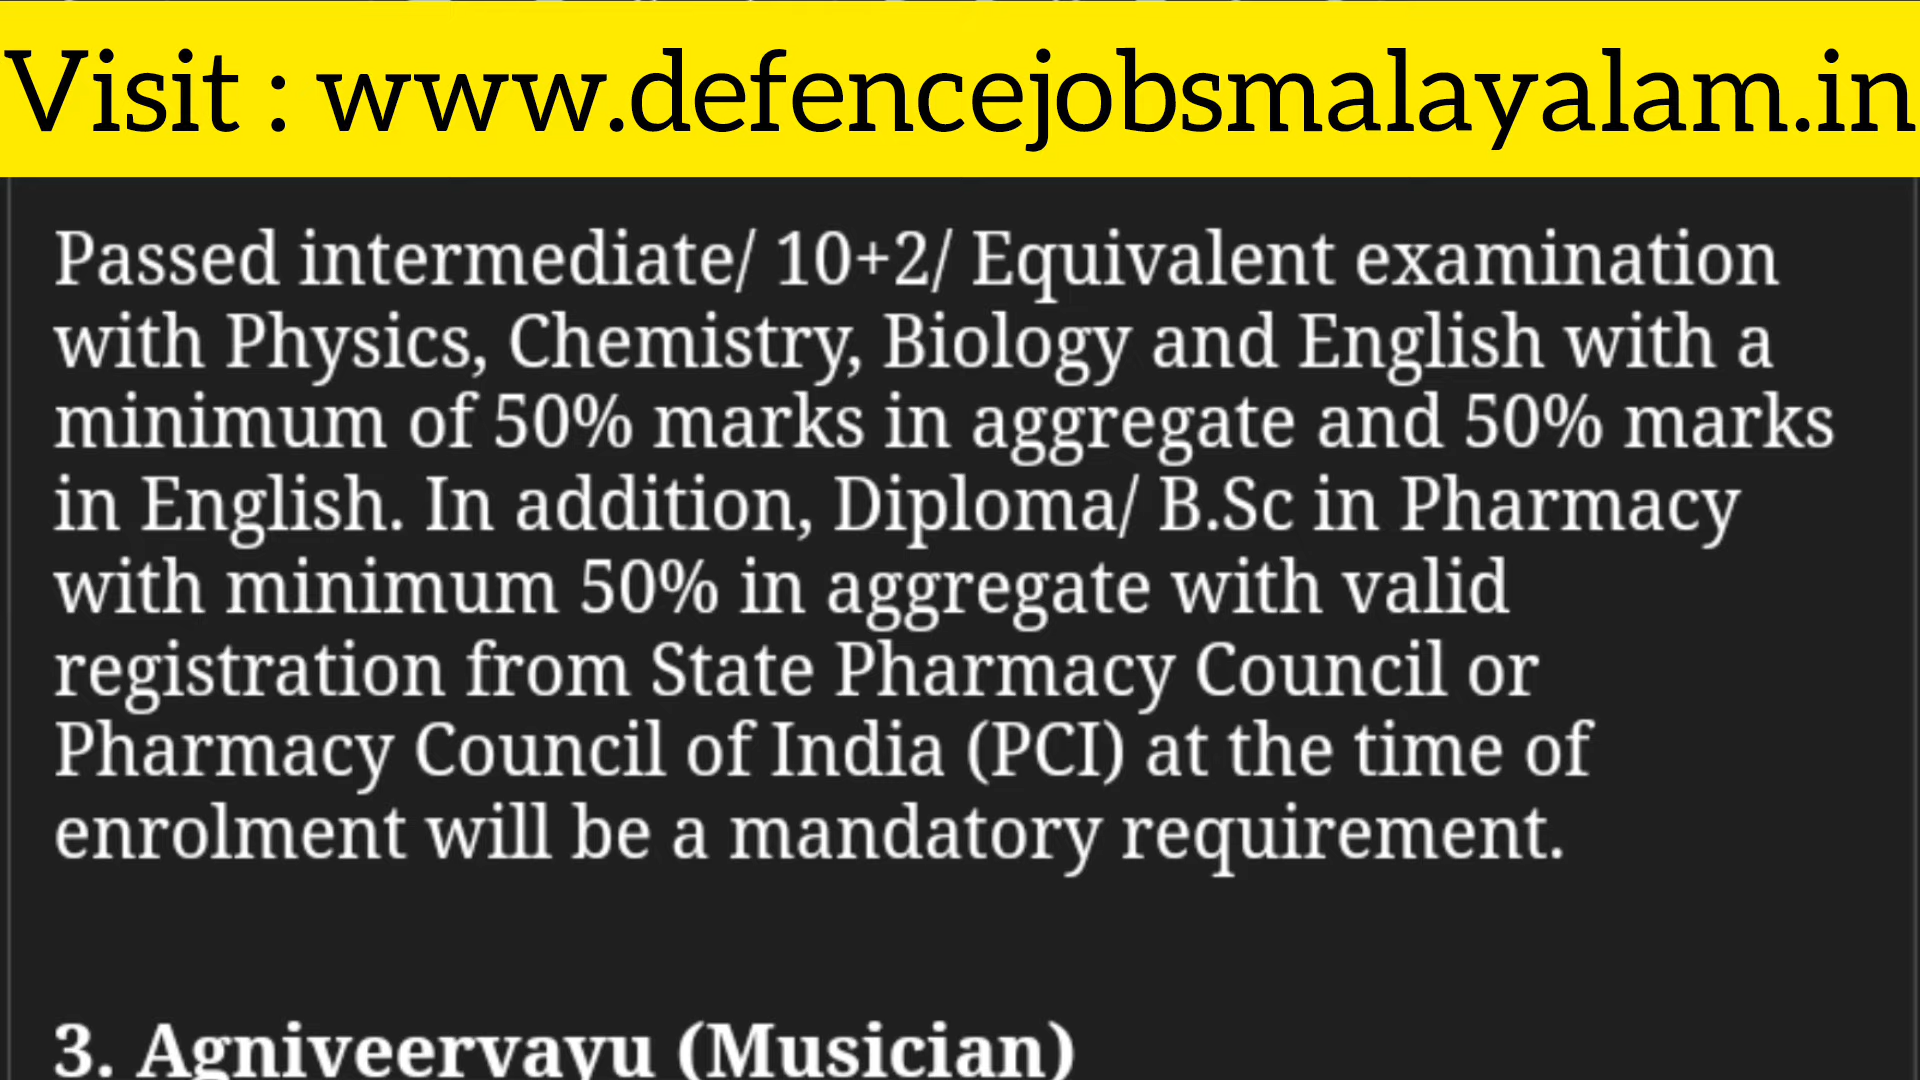 Visit : www.defencejobsmalayalam.in
Passed intermediate/ 10+2/ Equivalent examination
with Physics, Chemistry, Biology and English with a
minimum of 50% marks in aggregate and 50% marks
in English. In addition, Diploma/ B.Sc in Pharmacy
with minimum 50% in aggregate with valid
registration from State Pharmacy Council or
Pharmacy Council of India (PCI) at the time of
enrolment will be a mandatory requirement.
3. Agniveervayu (Musician)